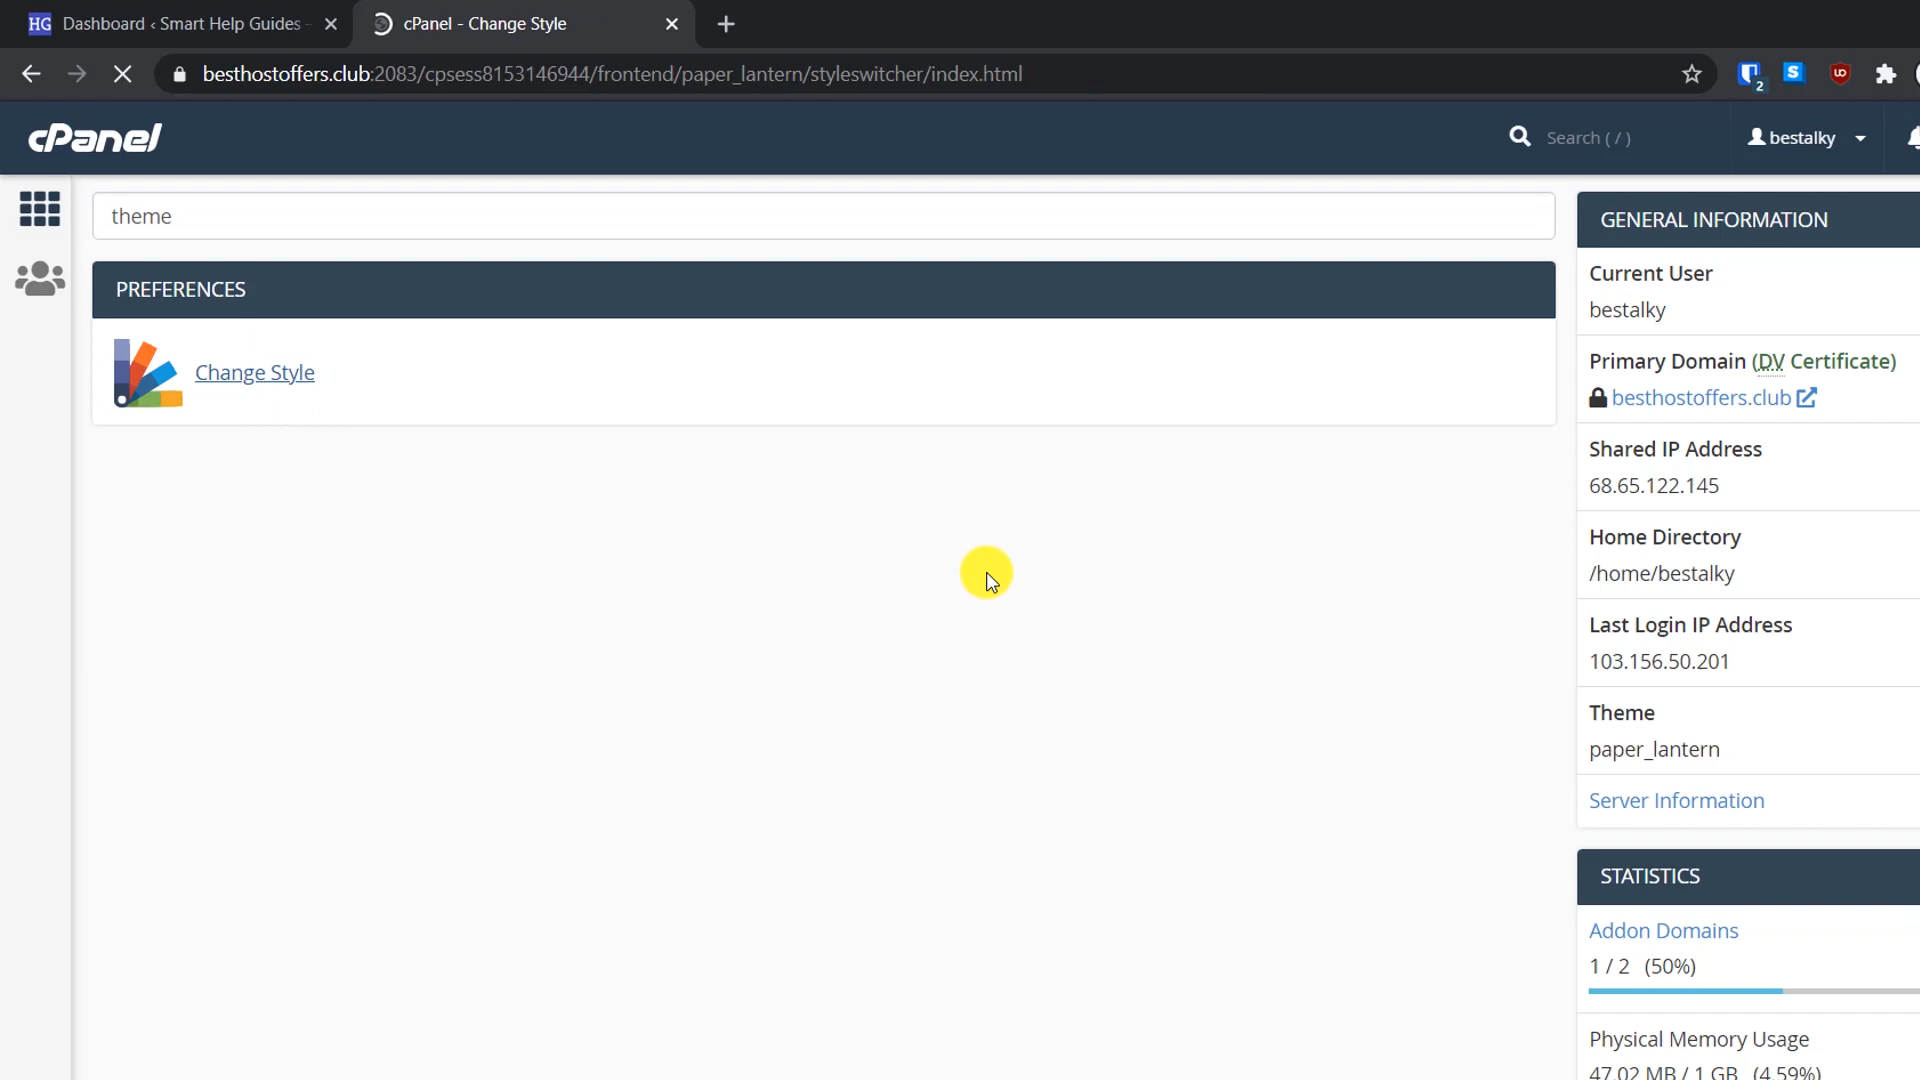 HG Dashboard ‹ Smart Help Guides -
cPanel - Change Style
besthostoffers.club:2083/cpsess8153146944/frontend/paper_lantern/styleswitcher/index.html
2
S
UO
cPanel
Search ( / )
bestalky
theme
PREFERENCES
Change Style
GENERAL INFORMATION
Current User
bestalky
Primary Domain (DV Certificate)
besthostoffers.club
Shared IP Address
68.65.122.145
Home Directory
/home/bestalky
Last Login IP Address
103.156.50.201
Theme
paper_lantern
Server Information
STATISTICS
Addon Domains
1 / 2 (50%)
Physical Memory Usage
47.02 MB / 1 GB (4.59%)